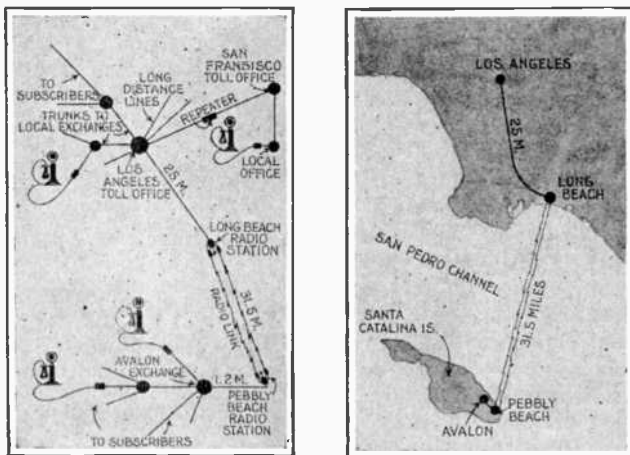 SAN
FRANSISCO
TOLL OFFICE
TO
SUBSCRIBERS
LONG
DISTANCE
LINES
REPEATER
TRUNKS TO
LOCAL EXCHANGES
LOCAL
OFFICE
LOS
ANGELES
TOLL OFFICE
25 M.
LONG BEACH
RADIO
STATION
31.5 M.
RADIO LINK
AVALON
EXCHANGE
1.2 M.
PEBBLY
BEACH
RADIO
STATION
TO SUBSCRIBERS
LOS ANGELES
25 M.
LONG
BEACH
SAN PEDRO CHANNEL
31.5 MILES
SANTA
CATALINA IS.
PEBBLY
BEACH
AVALON